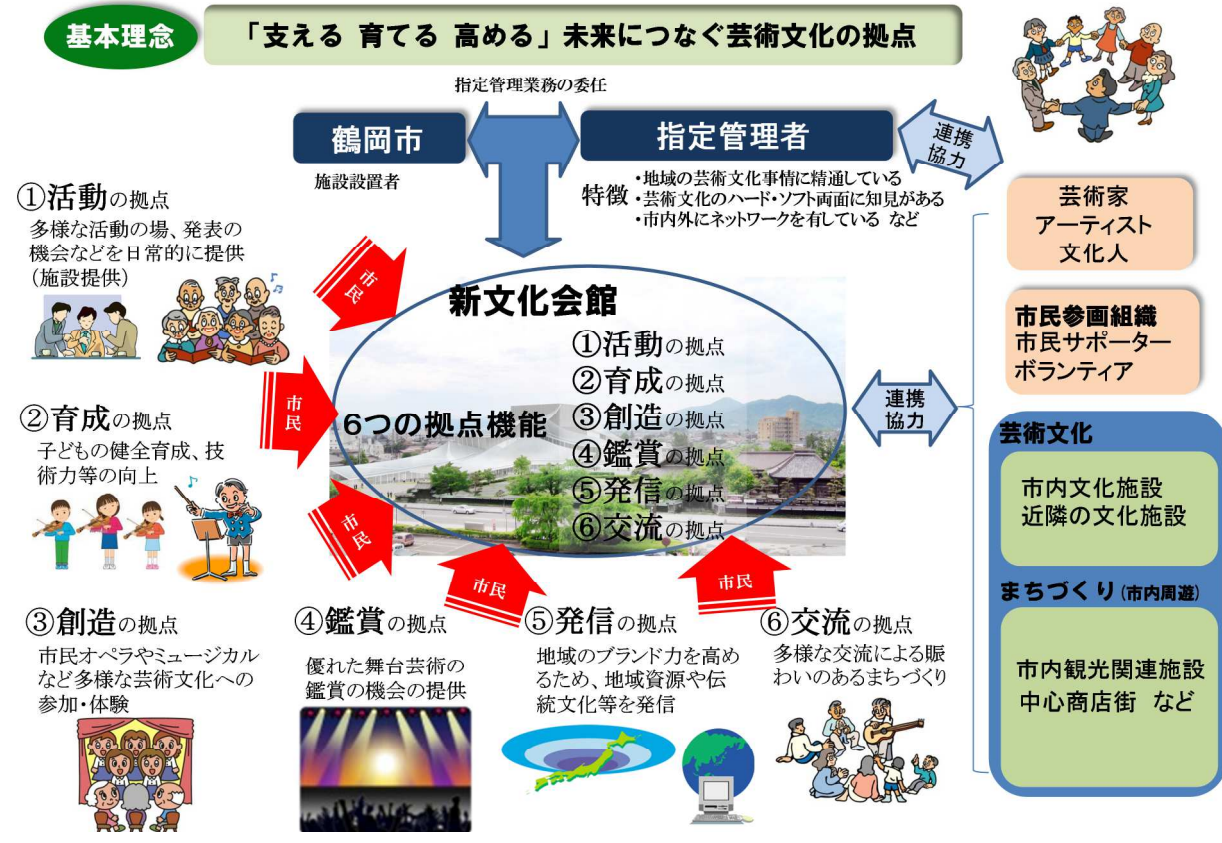 基本理念
「支える 育てる 高める」未来につなぐ芸術文化の拠点
指定管理業務の委任
鶴岡市
施設設置者
指定管理者
特徴
・地域の芸術文化事情に精通している
・芸術文化のハード・ソフト両面に知見がある
・市内外にネットワークを有している など
連携
協力
芸術家
アーティスト
文化人
市民参画組織
市民サポーター
ボランティア
連携
協力
芸術文化
市内文化施設
近隣の文化施設
まちづくり(市内周遊)
市内観光関連施設
中心商店街 など
新文化会館
6つの拠点機能
①活動の拠点
②育成の拠点
③創造の拠点
④鑑賞の拠点
⑤発信の拠点
⑥交流の拠点
市民
市民
市民
市民
市民
①活動の拠点
多様な活動の場、発表の
機会などを日常的に提供
(施設提供)
②育成の拠点
子どもの健全育成、技
術力等の向上
③創造の拠点
市民オペラやミュージカル
など多様な芸術文化への
参加・体験
④鑑賞の拠点
優れた舞台芸術の
鑑賞の機会の提供
⑤発信の拠点
地域のブランド力を高め
るため、地域資源や伝
統文化等を発信
⑥交流の拠点
多様な交流による賑
わいのあるまちづくり